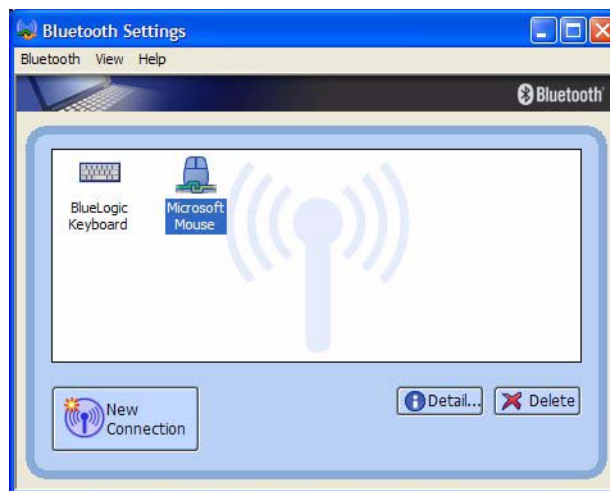 Bluetooth Settings
Bluetooth View Help
Bluetooth
BlueLogic
Keyboard
Microsoft
Mouse
New
Connection
Detail...
Delete